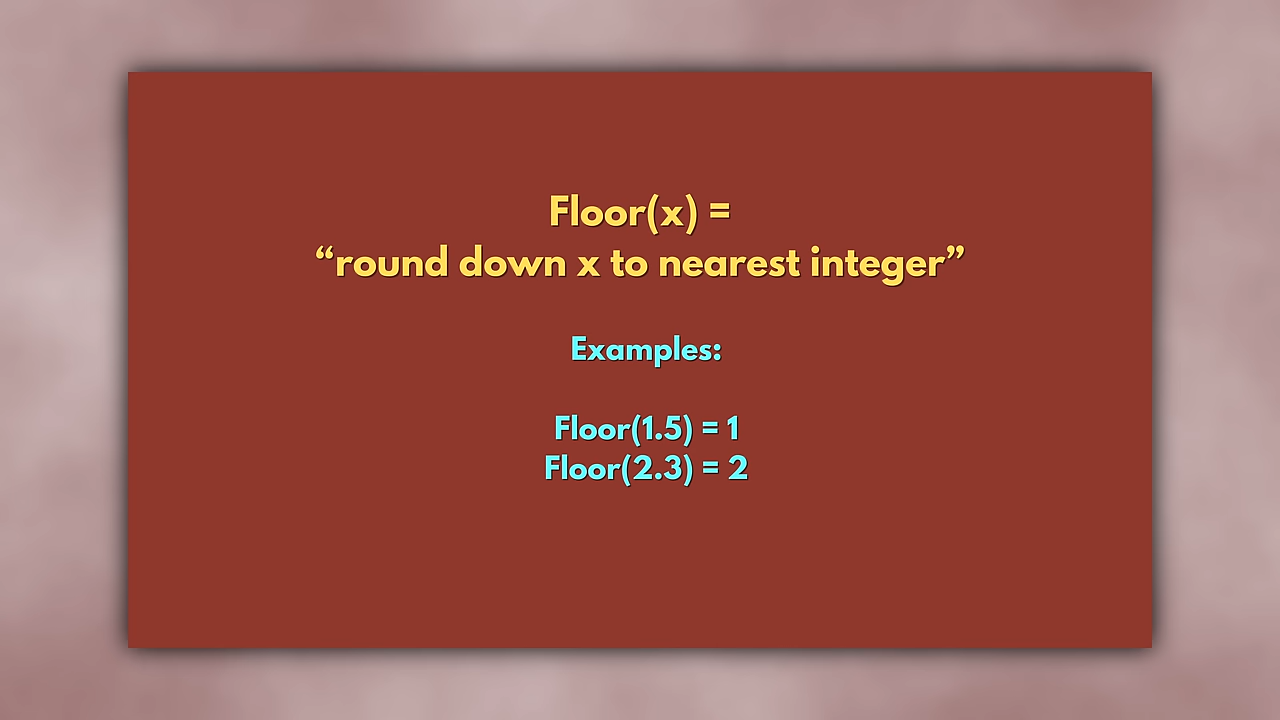 Floor(x) =
“round down x to nearest integer”
Examples:
Floor(1.5) = 1
Floor(2.3) = 2